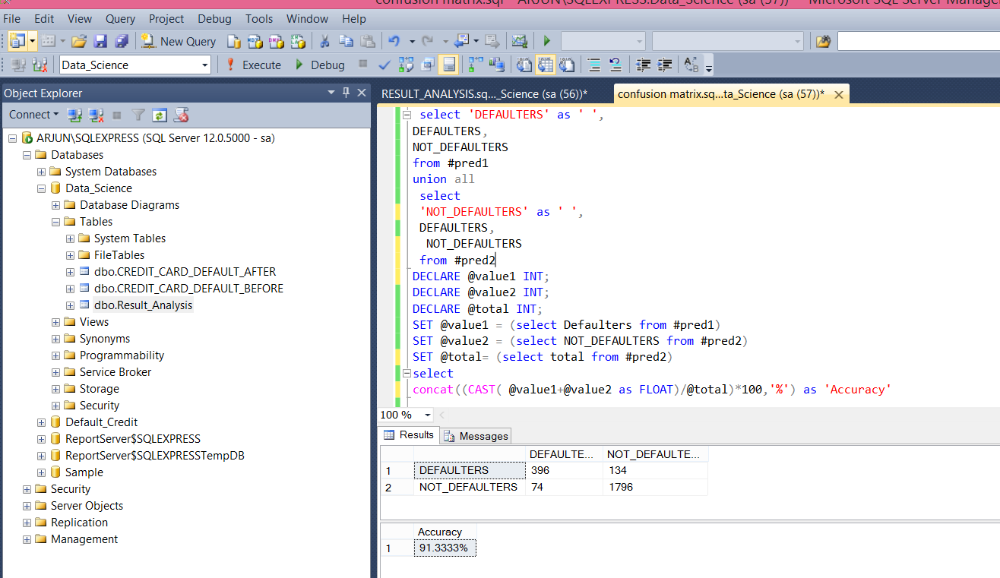 confusion matrix.sql - ARJUN\SQLEXPRESS.Data_Science (sa (57))* - Microsoft SQL Server Manage
File Edit View Query Project Debug Tools Window Help
New Query
Data_Science Execute Debug
Object Explorer
Connect
ARJUN\SQLEXPRESS (SQL Server 12.0.5000 - sa)
Databases
System Databases
Data_Science
Database Diagrams
Tables
System Tables
FileTables
dbo.CREDIT_CARD_DEFAULT_AFTER
dbo.CREDIT_CARD_DEFAULT_BEFORE
dbo.Result_Analysis
Views
Synonyms
Programmability
Service Broker
Storage
Security
Default_Credit
ReportServer$SQLEXPRESS
ReportServer$SQLEXPRESSTempDB
Sample
Security
Server Objects
Replication
Management
RESULT_ANALYSIS.sq..._Science (sa (56))* confusion matrix.sq...ta_Science (sa (57))*
select 'DEFAULTERS' as ' ',
DEFAULTERS,
NOT_DEFAULTERS
from #pred1
union all
select
'NOT_DEFAULTERS' as ' ',
DEFAULTERS,
NOT_DEFAULTERS
from #pred2
DECLARE @value1 INT;
DECLARE @value2 INT;
DECLARE @total INT;
SET @value1 = (select Defaulters from #pred1)
SET @value2 = (select NOT_DEFAULTERS from #pred2)
SET @total= (select total from #pred2)
select
concat((CAST( @value1+@value2 as FLOAT)/@total)*100,'%') as 'Accuracy'
100 %
Results Messages
DEFAULTE... NOT_DEFAULTE...
1 DEFAULTERS 396 134
2 NOT_DEFAULTERS 74 1796
Accuracy
1 91.3333%